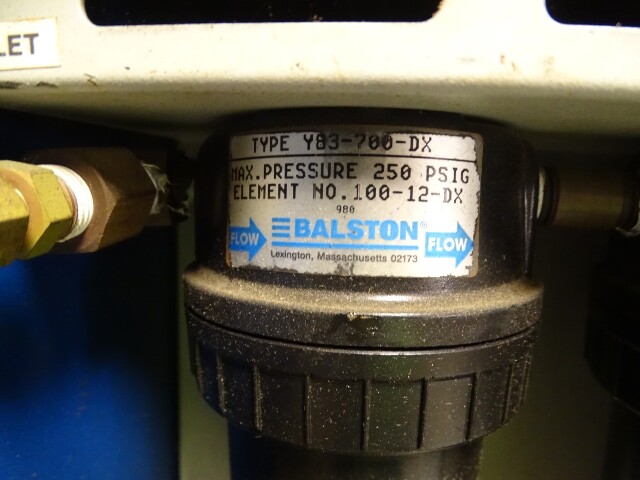 LET
TYPE Y83-700-DX
MAX.PRESSURE 250 PSIG
ELEMENT NO.100-12-DX
980
FLOW BALSTON® FLOW
Lexington, Massachusetts 02173